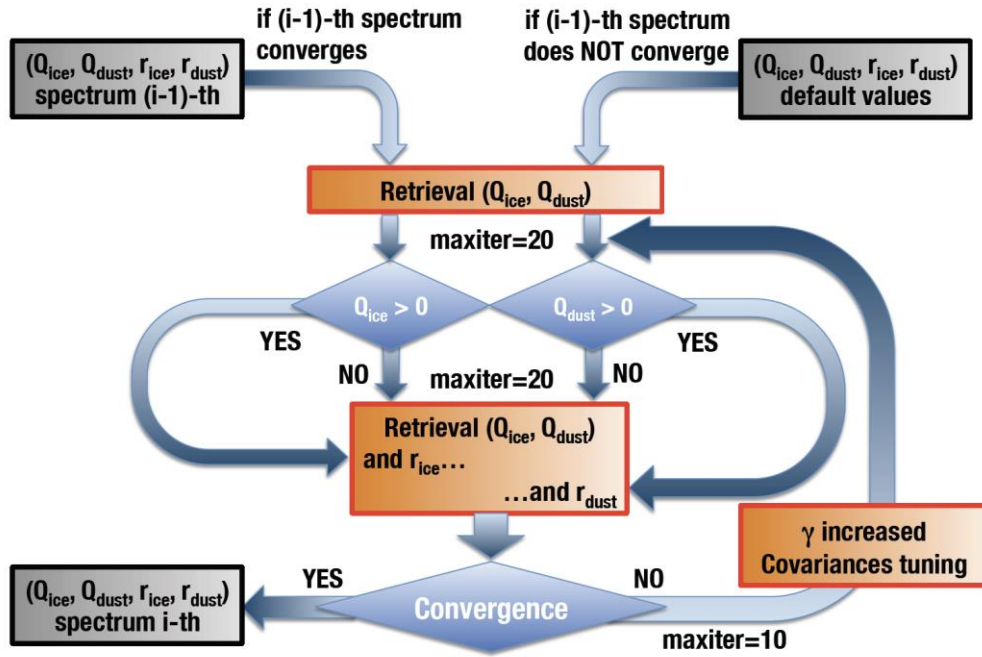 if (i-1)-th spectrum
converges
if (i-1)-th spectrum
does NOT converge
(Qice, Qdust, rice, rdust)
spectrum (i-1)-th
(Qice, Qdust, rice, rdust)
default values
Retrieval (Qice, Qdust)
maxiter=20
Qice > 0
Qdust > 0
YES
YES
NO
maxiter=20
NO
Retrieval (Qice, Qdust)
and rice...
...and rdust
γ increased
Covariances tuning
(Qice, Qdust, rice, rdust)
spectrum i-th
YES
Convergence
NO
maxiter=10